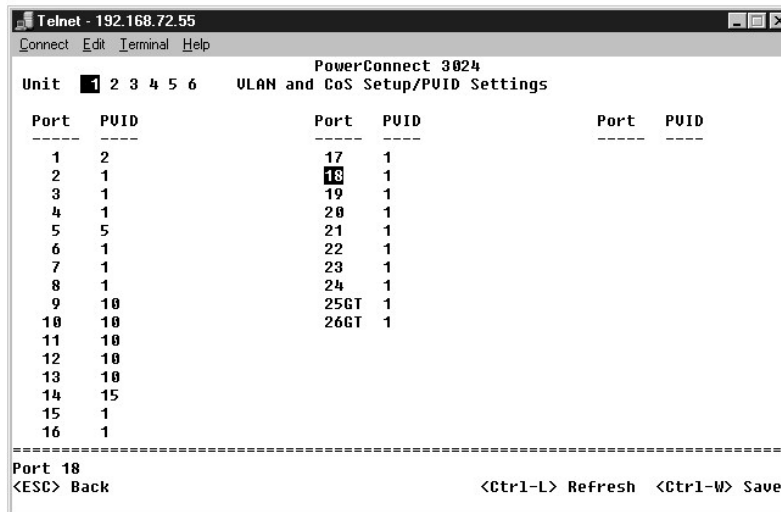 Telnet - 192.168.72.55
Connect Edit Terminal Help
PowerConnect 3024
Unit 1 2 3 4 5 6 VLAN and CoS Setup/PVID Settings
Port PVID Port PVID Port PVID
----- ---- ----- ---- ----- ----
1 2 17 1
2 1 18 1
3 1 19 1
4 1 20 1
5 5 21 1
6 1 22 1
7 1 23 1
8 1 24 1
9 10 25GT 1
10 10 26GT 1
11 10
12 10
13 10
14 15
15 1
16 1
Port 18
<ESC> Back <Ctrl-L> Refresh <Ctrl-W> Save